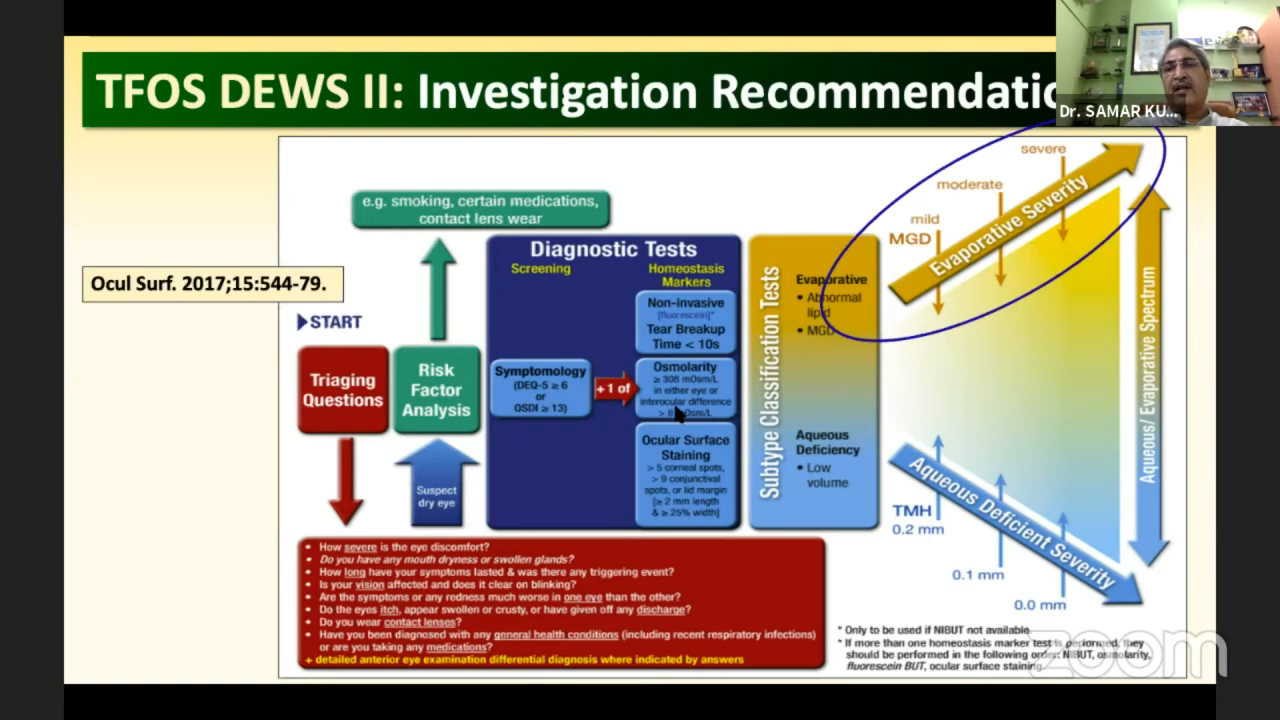 TFOS DEWS II: Investigation Recommendatio
Dr. SAMAR KU...
e.g. smoking, certain medications,
contact lens wear
Ocul Surf. 2017;15:544-79.
START
Triaging
Questions
Risk
Factor
Analysis
Suspect
dry eye
Diagnostic Tests
Screening
Homeostasis
Markers
Symptomology
(DEQ-5 ≥ 6
or
OSDI ≥ 13)
+1 of
Non-invasive
[fluorescein]*
Tear Breakup
Time < 10s
Osmolarity
≥ 308 mOsm/L
in either eye or
interocular difference
> 8 mOsm/L
Ocular Surface
Staining
> 5 corneal spots,
> 9 conjunctival
spots, or lid margin
[≥ 2 mm length
& ≥ 25% width]
Subtype Classification Tests
Evaporative
• Abnormal
lipid
• MGD
Aqueous
Deficiency
• Low
volume
severe
moderate
mild
MGD
Evaporative Severity
Aqueous/ Evaporative Spectrum
Aqueous Deficient Severity
TMH
0.2 mm
0.1 mm
0.0 mm
• How severe is the eye discomfort?
• Do you have any mouth dryness or swollen glands?
• How long have your symptoms lasted & was there any triggering event?
• Is your vision affected and does it clear on blinking?
• Are the symptoms or any redness much worse in one eye than the other?
• Do the eyes itch, appear swollen or crusty, or have given off any discharge?
• Do you wear contact lenses?
• Have you been diagnosed with any general health conditions (including recent respiratory infections)
or are you taking any medications?
+ detailed anterior eye examination differential diagnosis where indicated by answers
* Only to be used if NIBUT not available
* If more than one homeostasis marker test is performed, they
should be performed in the following order: NIBUT, osmolarity,
fluorescein BUT, ocular surface staining.
zoom